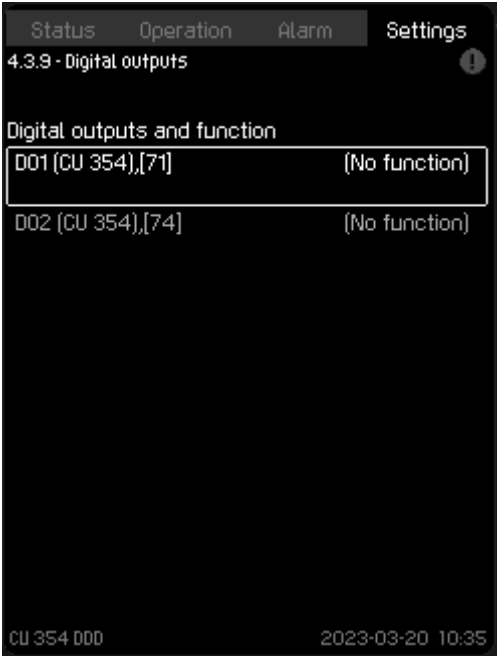 Status Operation Alarm Settings
4.3.9 - Digital outputs
Digital outputs and function
DO1 (CU 354),[71] (No function)
DO2 (CU 354),[74] (No function)
CU 354 DDD 2023-03-20 10:35